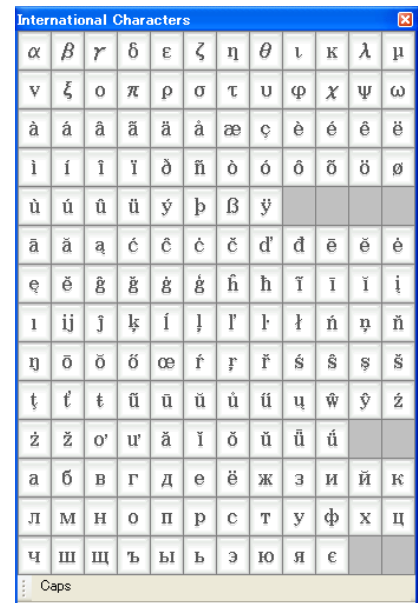 International Characters
α β γ δ ε ζ η θ ι κ λ μ
ν ξ ο π ρ σ τ υ φ χ ψ ω
à á â ã ä å æ ç è é ê ë
ì í î ï ð ñ ò ó ô õ ö ø
ù ú û ü ý þ ß ÿ
ā ă ą ć ĉ ċ č ď đ ē ĕ ė
ę ě ĝ ğ ġ ģ ĥ ħ ĩ ī ĭ į
ı ij ĵ ķ ĺ ļ ľ ŀ ł ń ņ ň
ŋ ō ŏ ő œ ŕ ŗ ř ś ŝ ş š
ţ ť ŧ ũ ū ŭ ů ű ų ŵ ŷ ź
ż ž ơ ư ǎ ǐ ǒ ǔ ǖ ǘ
а б в г д е ё ж з и й к
л м н о п р с т у ф х ц
ч ш щ ъ ы ь э ю я є
Caps